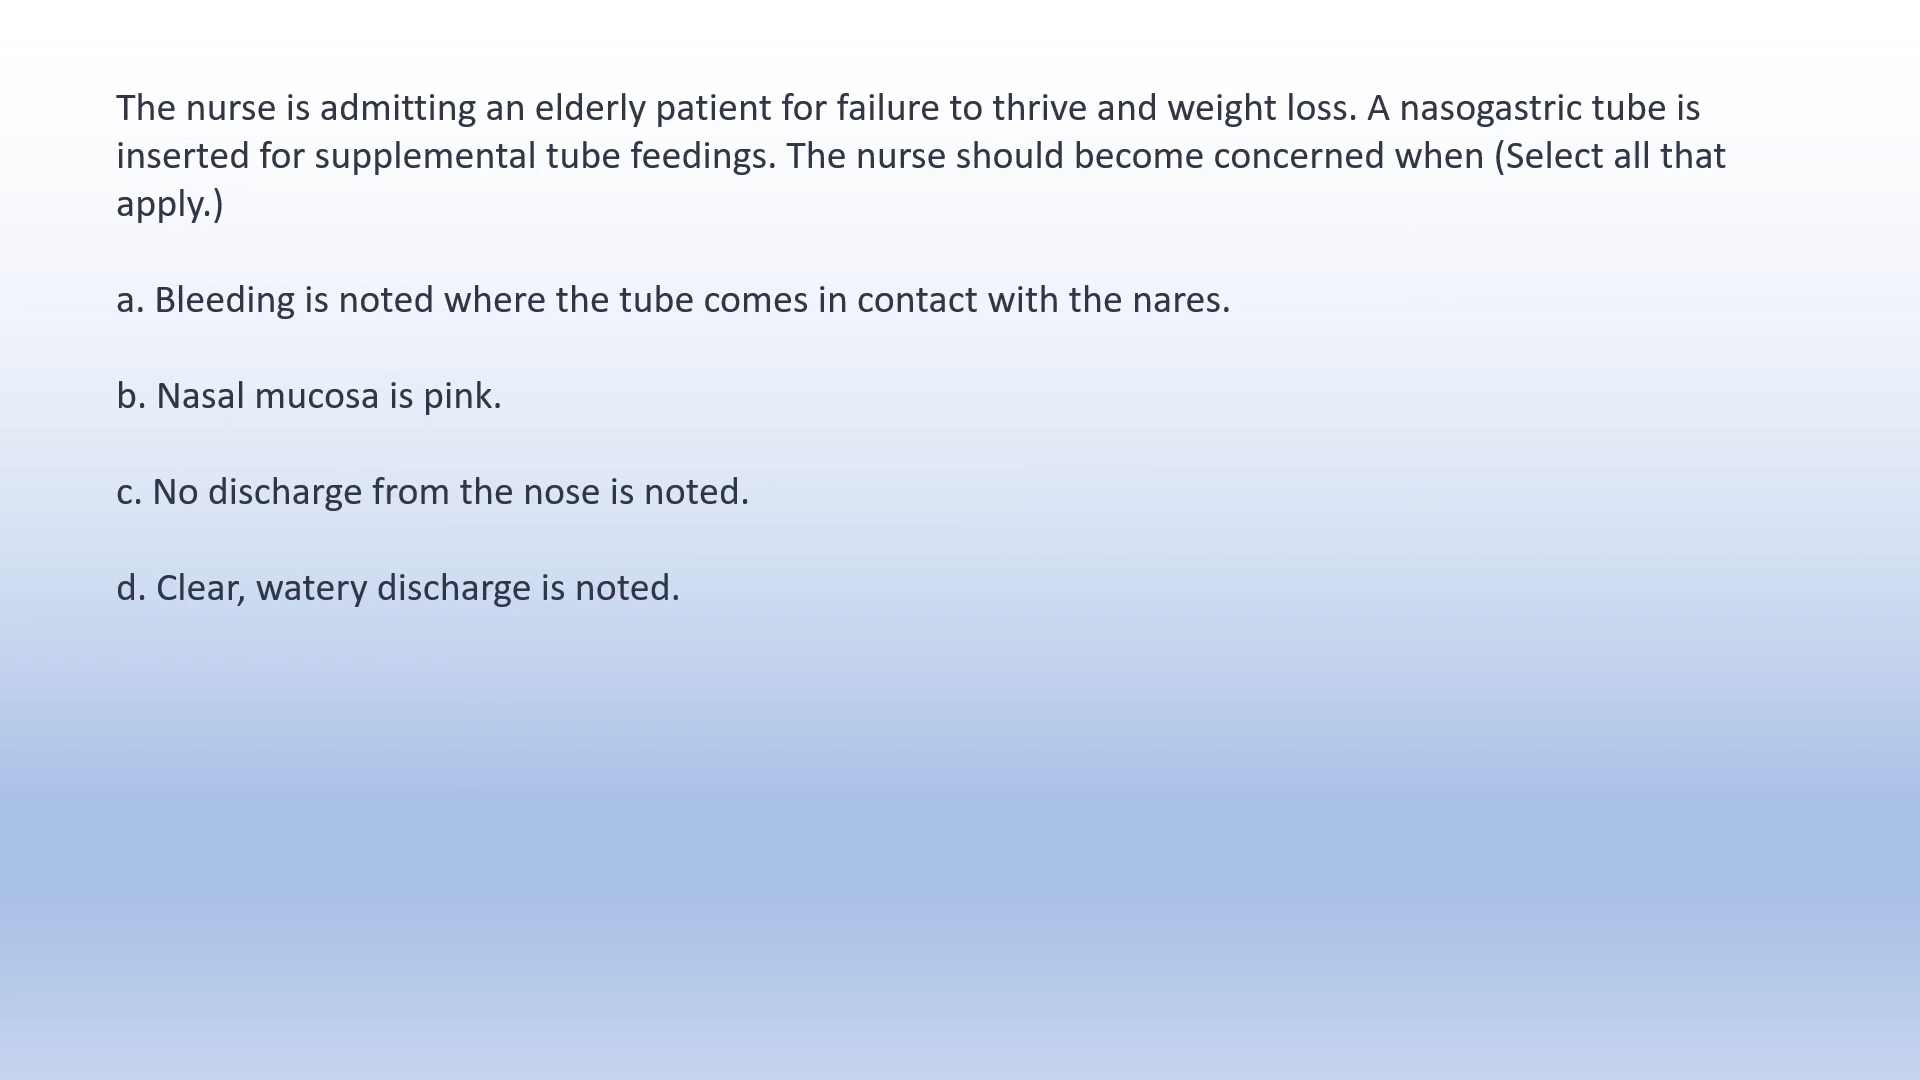 The nurse is admitting an elderly patient for failure to thrive and weight loss. A nasogastric tube is
inserted for supplemental tube feedings. The nurse should become concerned when (Select all that
apply.)
a. Bleeding is noted where the tube comes in contact with the nares.
b. Nasal mucosa is pink.
c. No discharge from the nose is noted.
d. Clear, watery discharge is noted.